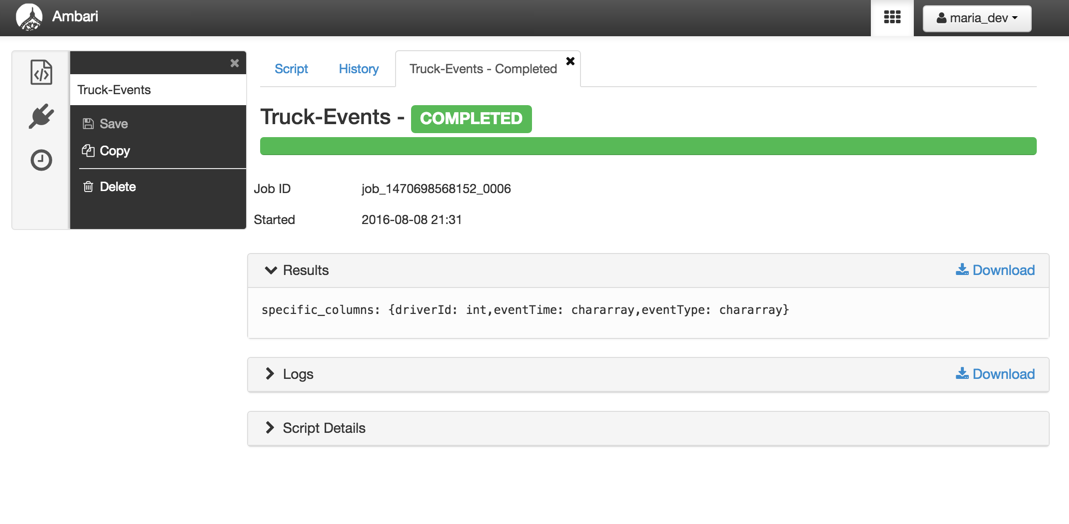 Ambari
maria_dev
Truck-Events
Save
Copy
Delete
Script History Truck-Events - Completed
Truck-Events - COMPLETED
Job ID job_1470698568152_0006
Started 2016-08-08 21:31
Results Download
specific_columns: {driverId: int,eventTime: chararray,eventType: chararray}
Logs Download
Script Details